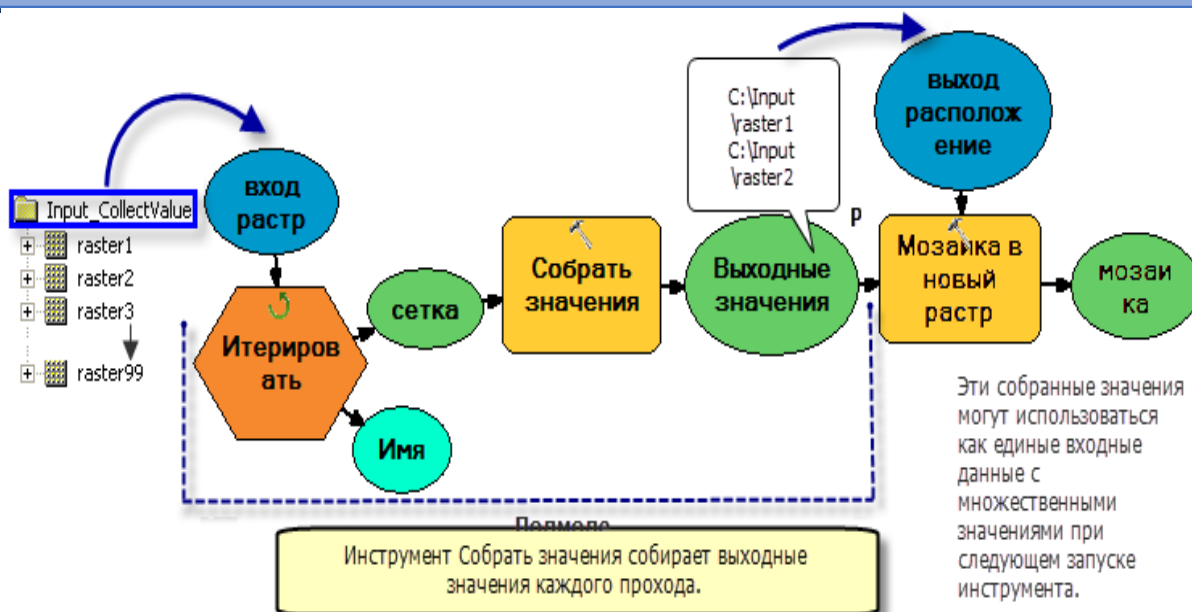 Input_CollectValue
raster1
raster2
raster3
raster99
вход
растр
Итериров
ать
сетка
Имя
Собрать
значения
C:\Input
\raster1
C:\Input
\raster2
Выходные
значения
P
выход
располож
ение
Мозаика в
новый
растр
мозаи
ка
Эти собранные значения
могут использоваться
как единые входные
данные с
множественными
значениями при
следующем запуске
инструмента.
Инструмент Собрать значения собирает выходные
значения каждого прохода.